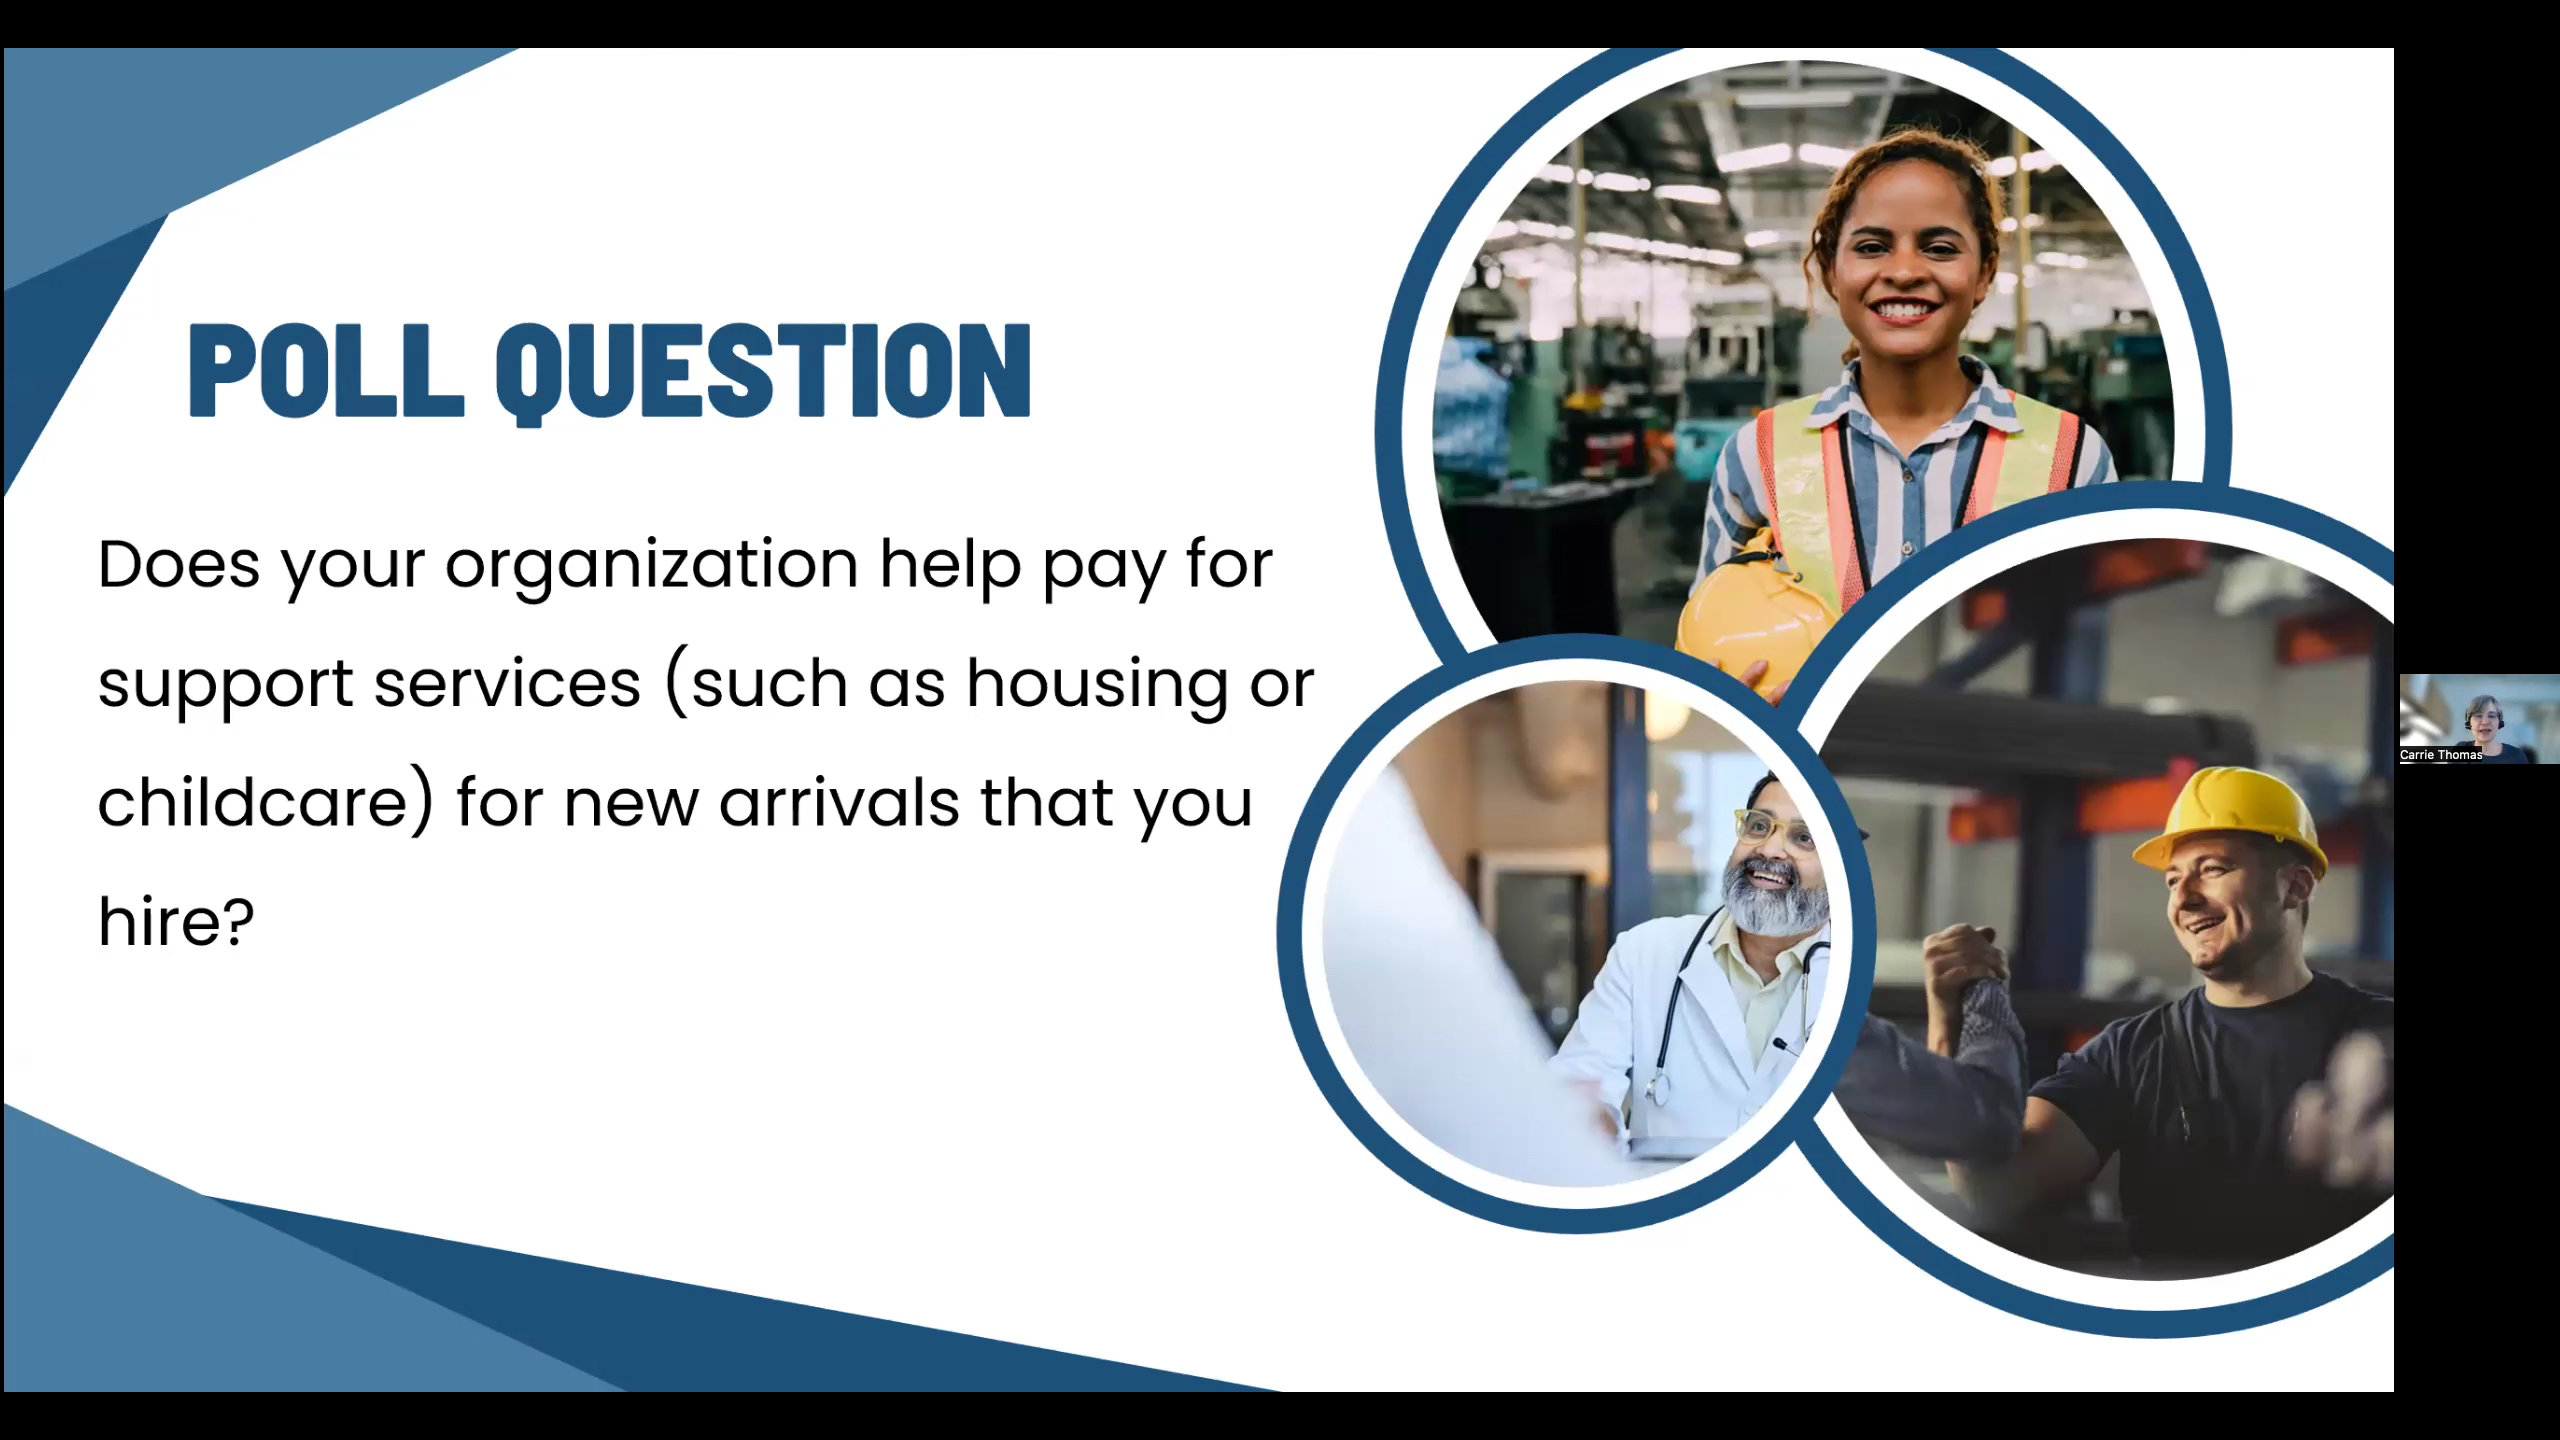 POLL QUESTION
Does your organization help pay for
support services (such as housing or
childcare) for new arrivals that you
hire?
Carrie Thomas